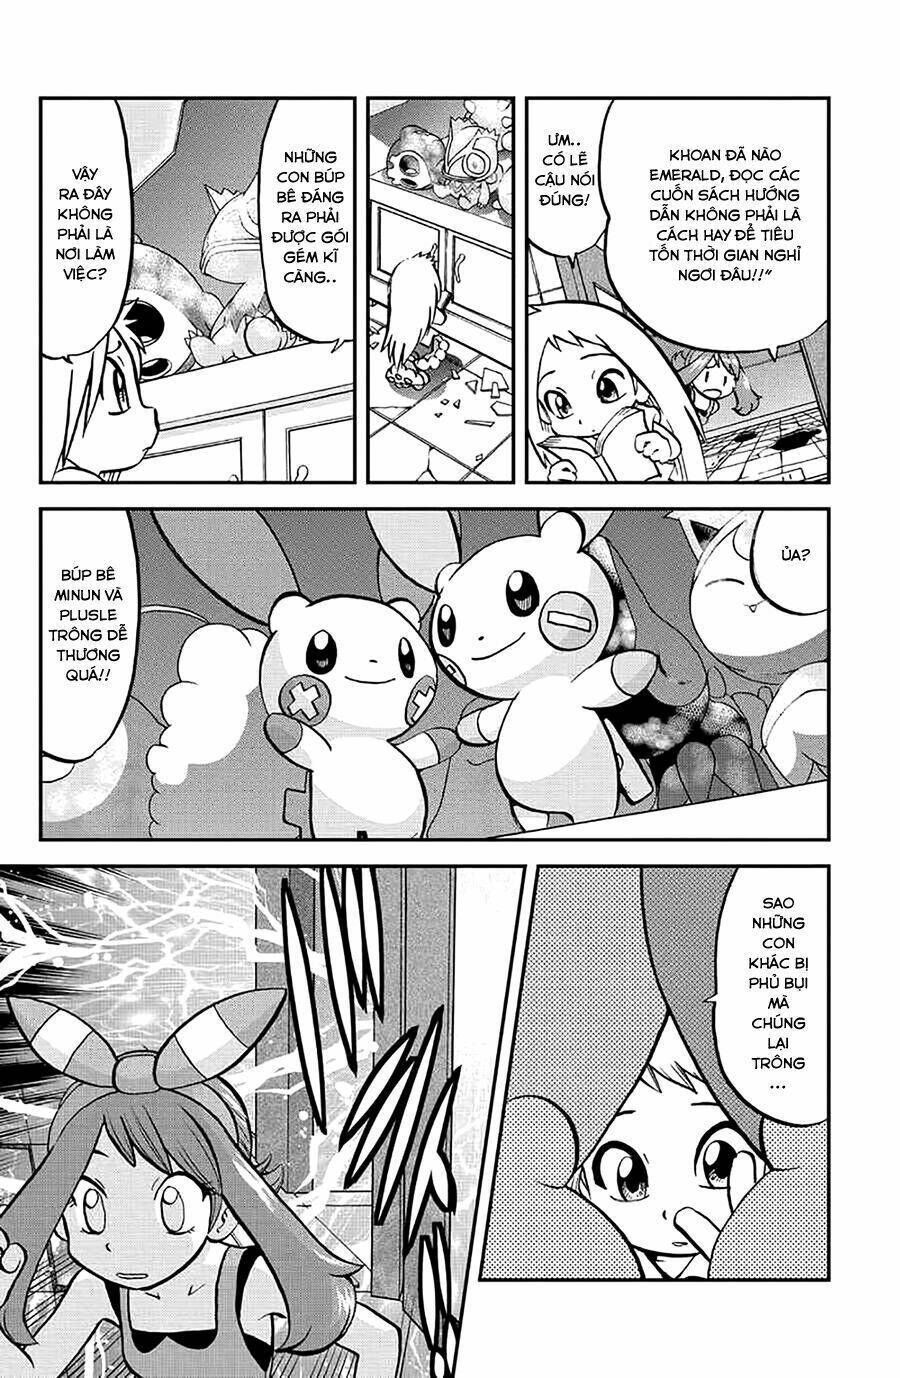 KHOAN ĐÃ NÀO
EMERALD, ĐỌC CÁC
CUỐN SÁCH HƯỚNG
DẪN KHÔNG PHẢI LÀ
CÁCH HAY ĐỂ TIÊU
TỐN THỜI GIAN NGHỈ
NGƠI ĐÂU!!"
ƯM..
CÓ LẼ
CẬU NÓI
ĐÚNG!
NHỮNG
CON BÚP
BÊ ĐÁNG
RA PHẢI
ĐƯỢC GÓI
GÉM KĨ
CĂNG..
VẬY
RA ĐÂY
KHÔNG
PHẢI LÀ
NƠI LÀM
VIỆC?
ỦA?
BÚP BÊ
MINUN VÀ
PLUSLE
TRÔNG DỄ
THƯƠNG
QUÁ!!
SAO
NHỮNG
CON
KHÁC BỊ
PHỦ BỤI
MÀ
CHÚNG
LẠI
TRÔNG
...